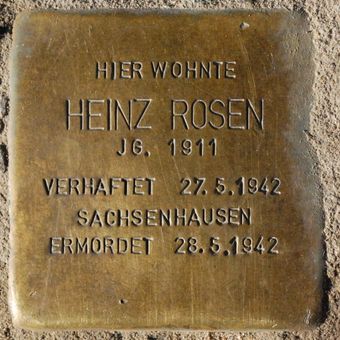 HIER WOHNTE
HEINZ ROSEN
JG. 1911
VERHAFTET 27.5.1942
SACHSENHAUSEN
ERMORDET 28.5.1942